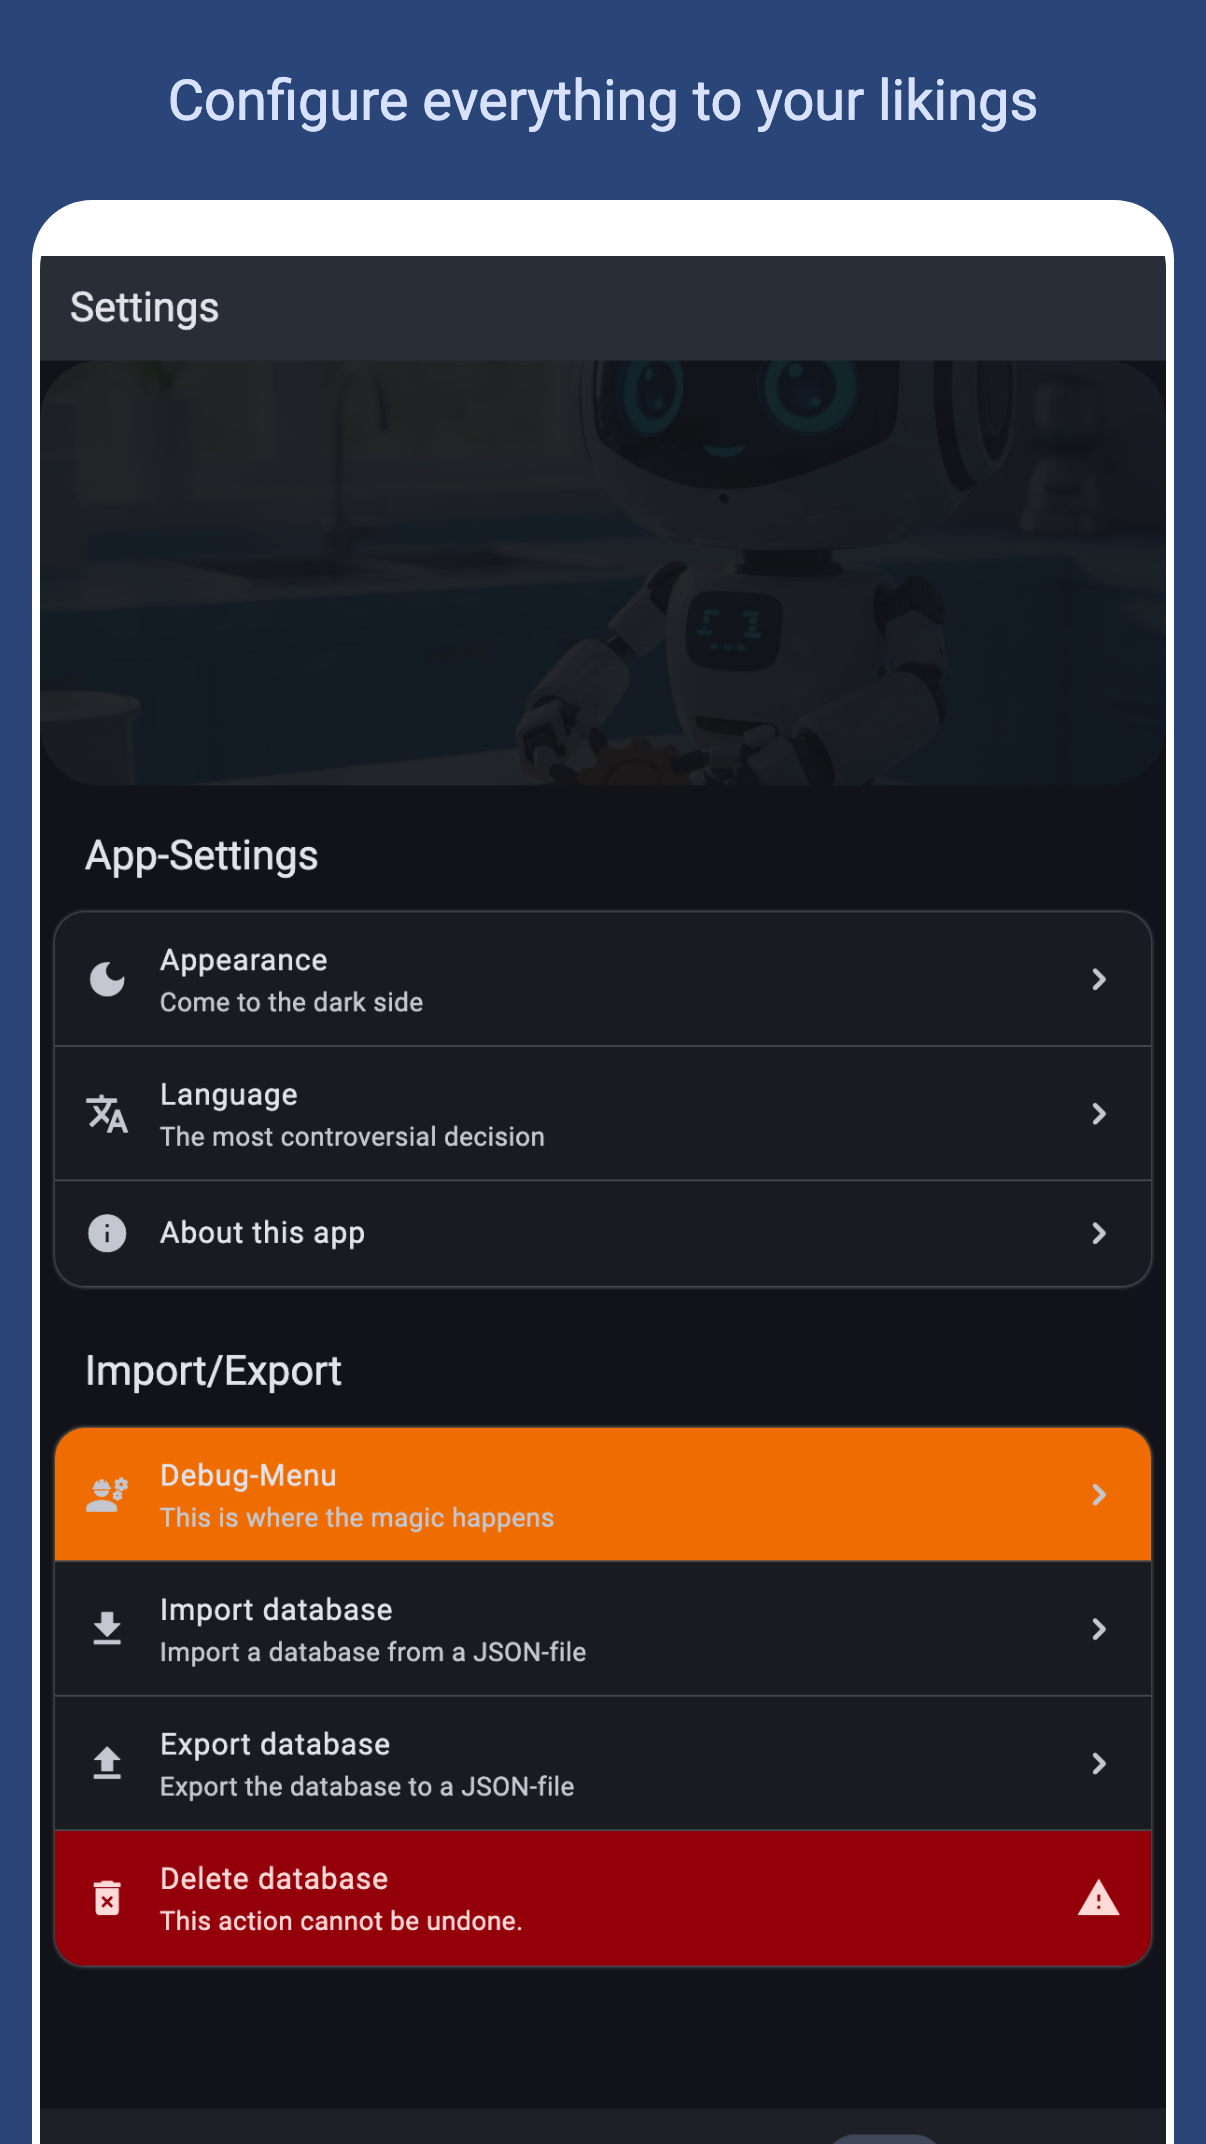 Configure everything to your likings
Settings
App-Settings
Appearance
Come to the dark side
Language
The most controversial decision
About this app
Import/Export
Debug-Menu
This is where the magic happens
Import database
Import a database from a JSON-file
Export database
Export the database to a JSON-file
Delete database
This action cannot be undone.